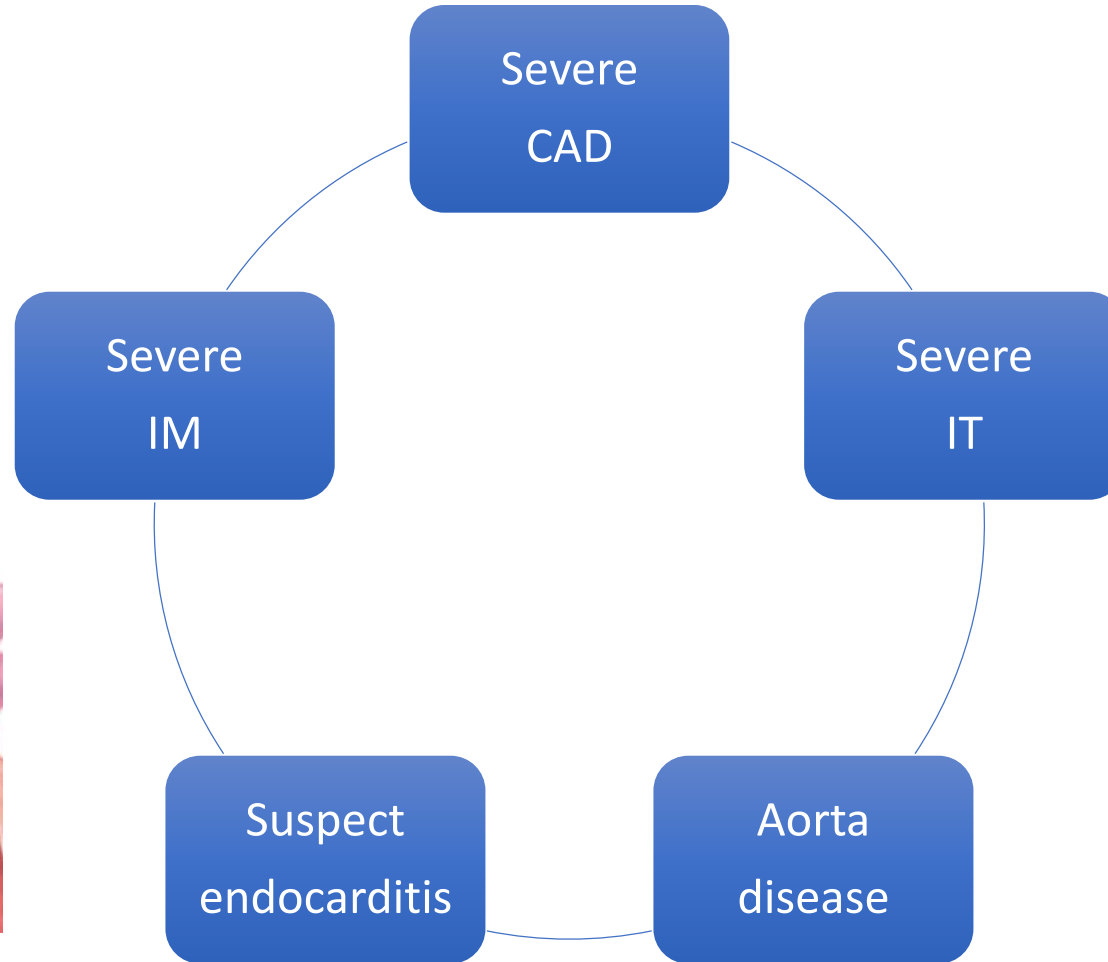 Severe
CAD
Severe
IT
Aorta
disease
Suspect
endocarditis
Severe
IM